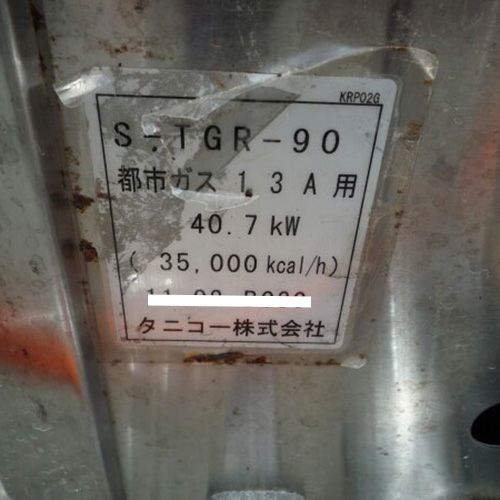 KRP02G
S-TGR-90
都市ガス 13A用
40.7kW
( 35,000kcal/h)
タニコー株式会社